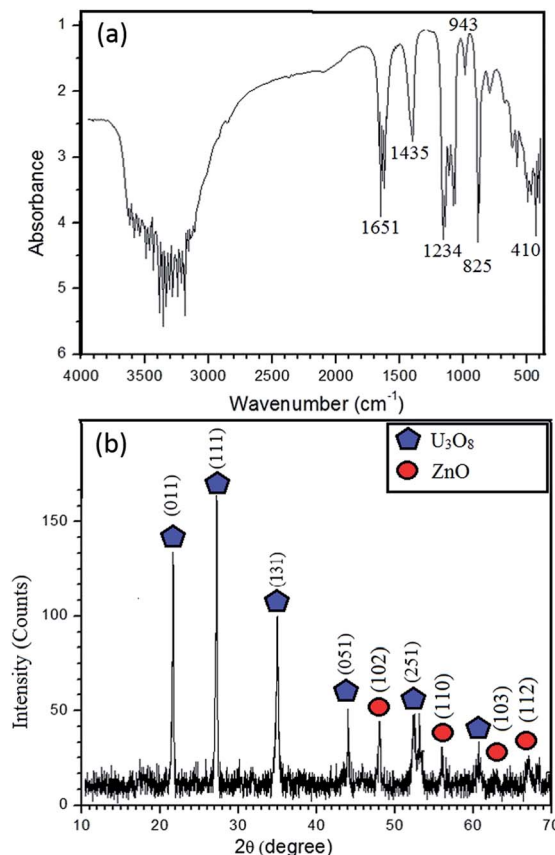 (a)
943
1
2
3
4
5
6
Absorbance
1435
1651
1234
825
410
4000 3500 3000 2500 2000 1500 1000 500
Wavenumber (cm⁻¹)
(b)
U₃O₈
ZnO
(011)
(111)
(131)
(051)
(102)
(251)
(110)
(103)
(112)
150
100
50
0
Intensity (Counts)
10 20 30 40 50 60 70
2θ (degree)